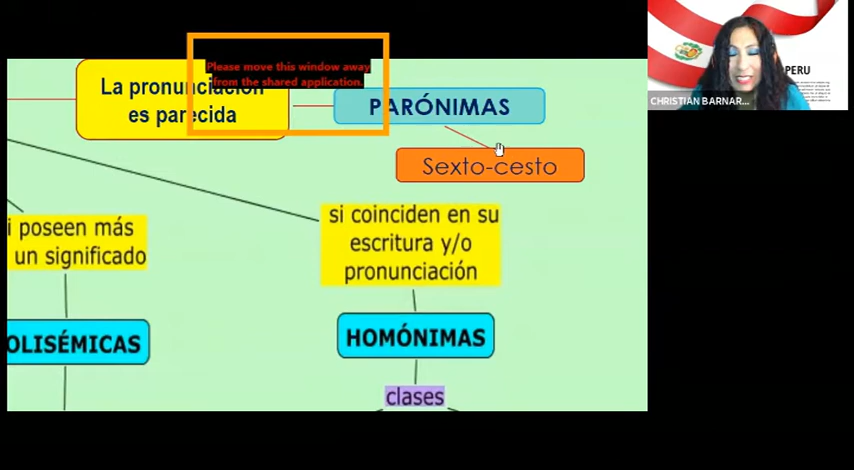 Please move this window away
from the shared application.
La pronunciación
es parecida
PARÓNIMAS
Sexto-cesto
i poseen más
un significado
si coinciden en su
escritura y/o
pronunciación
OLISÉMICAS
HOMÓNIMAS
clases
PERU
CHRISTIAN BARNAR...